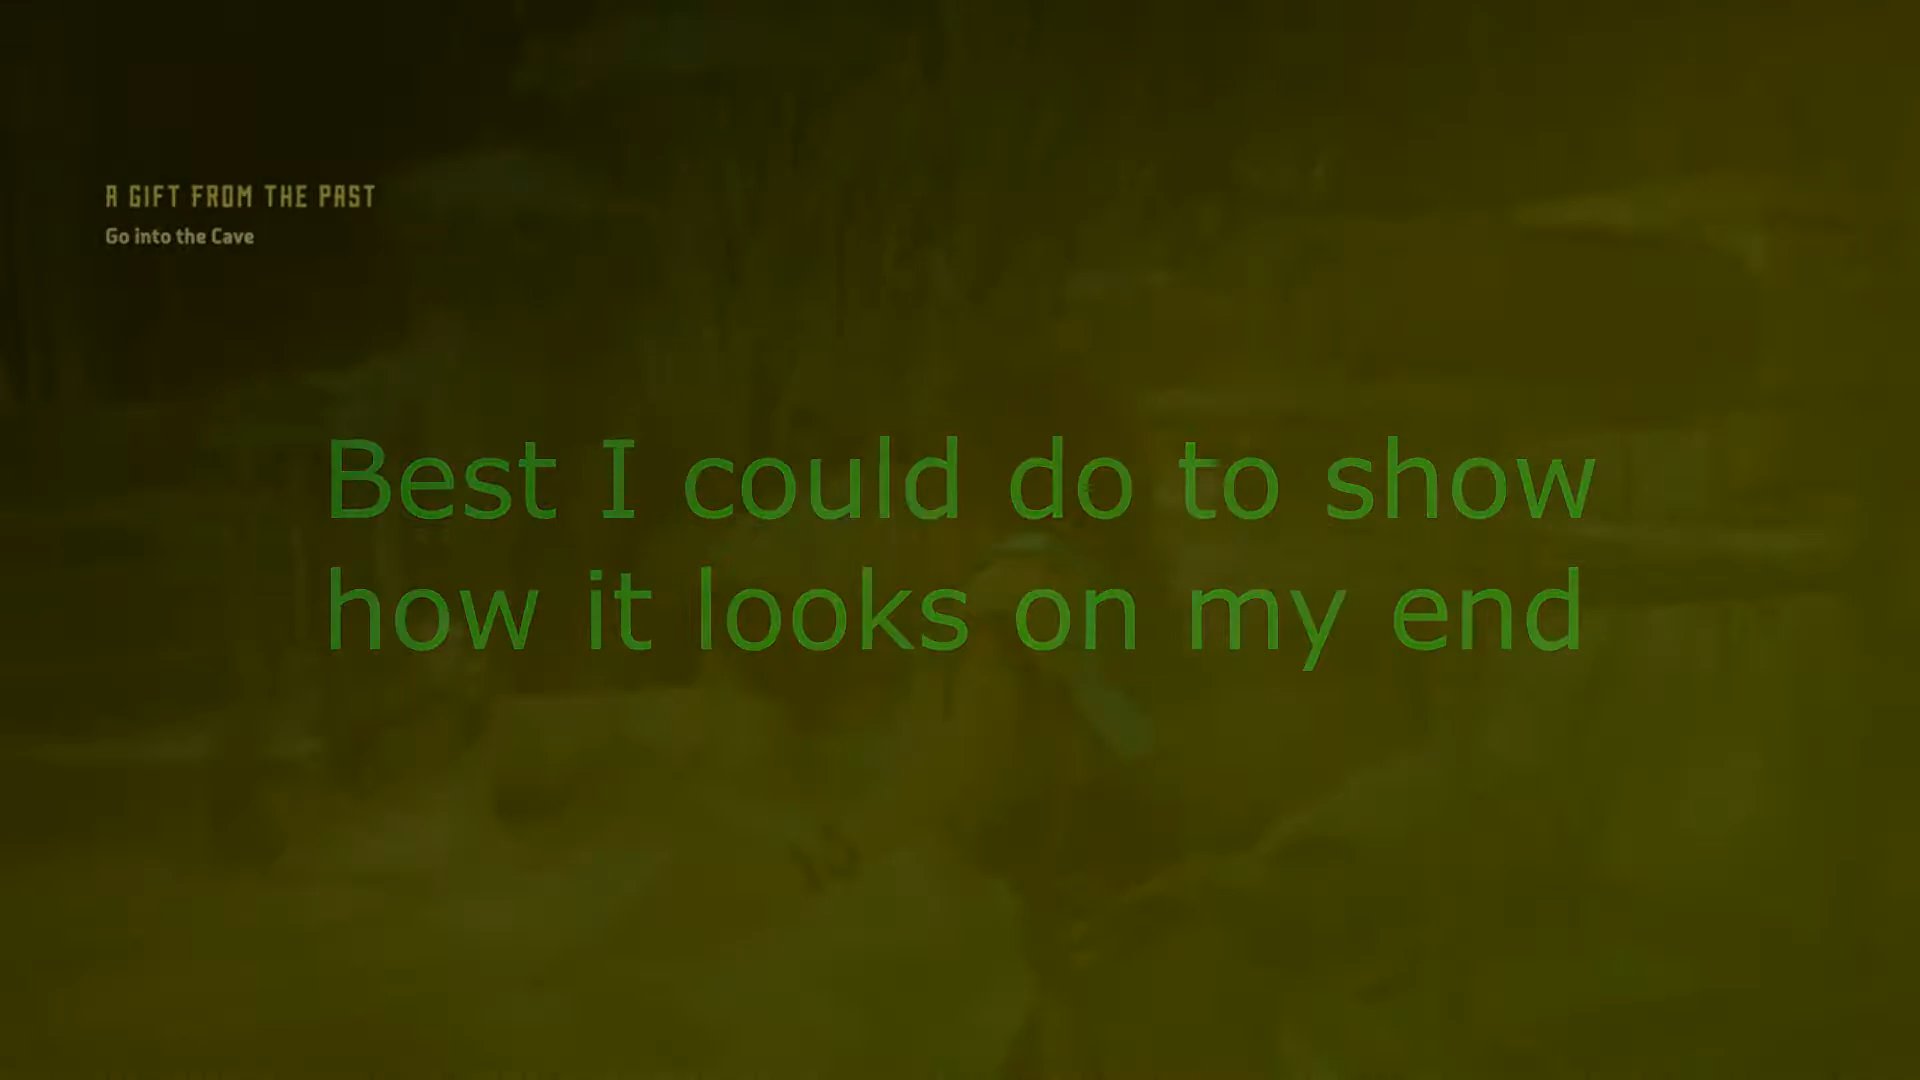 A GIFT FROM THE PAST
Go into the Cave
Best I could do to show
how it looks on my end